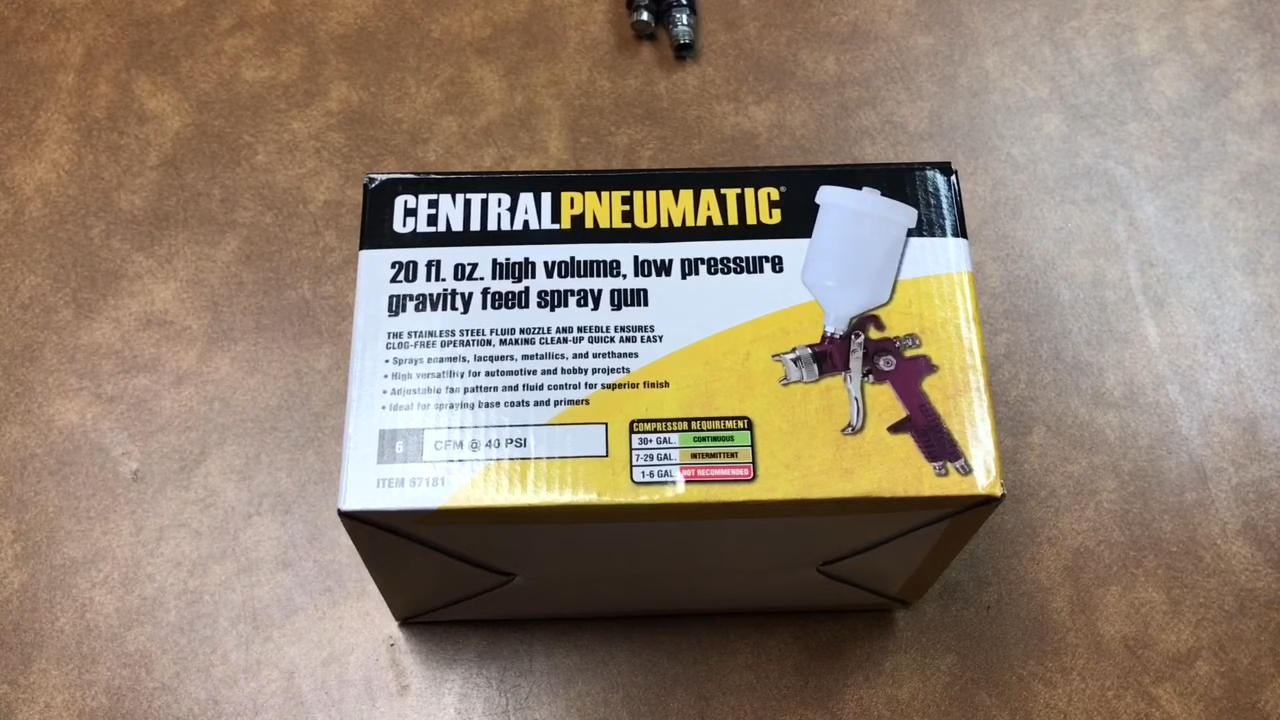 CENTRALPNEUMATIC®
20 fl. oz. high volume, low pressure
gravity feed spray gun
THE STAINLESS STEEL FLUID NOZZLE AND NEEDLE ENSURES
CLOG-FREE OPERATION, MAKING CLEAN-UP QUICK AND EASY
• Sprays enamels, lacquers, metallics, and urethanes
• High versatility for automotive and hobby projects
• Adjustable fan pattern and fluid control for superior finish
• Ideal for spraying base coats and primers
6 CFM @ 40 PSI
ITEM 67181
COMPRESSOR REQUIREMENT
30+ GAL. CONTINUOUS
7-29 GAL. INTERMITTENT
1-6 GAL. NOT RECOMMENDED